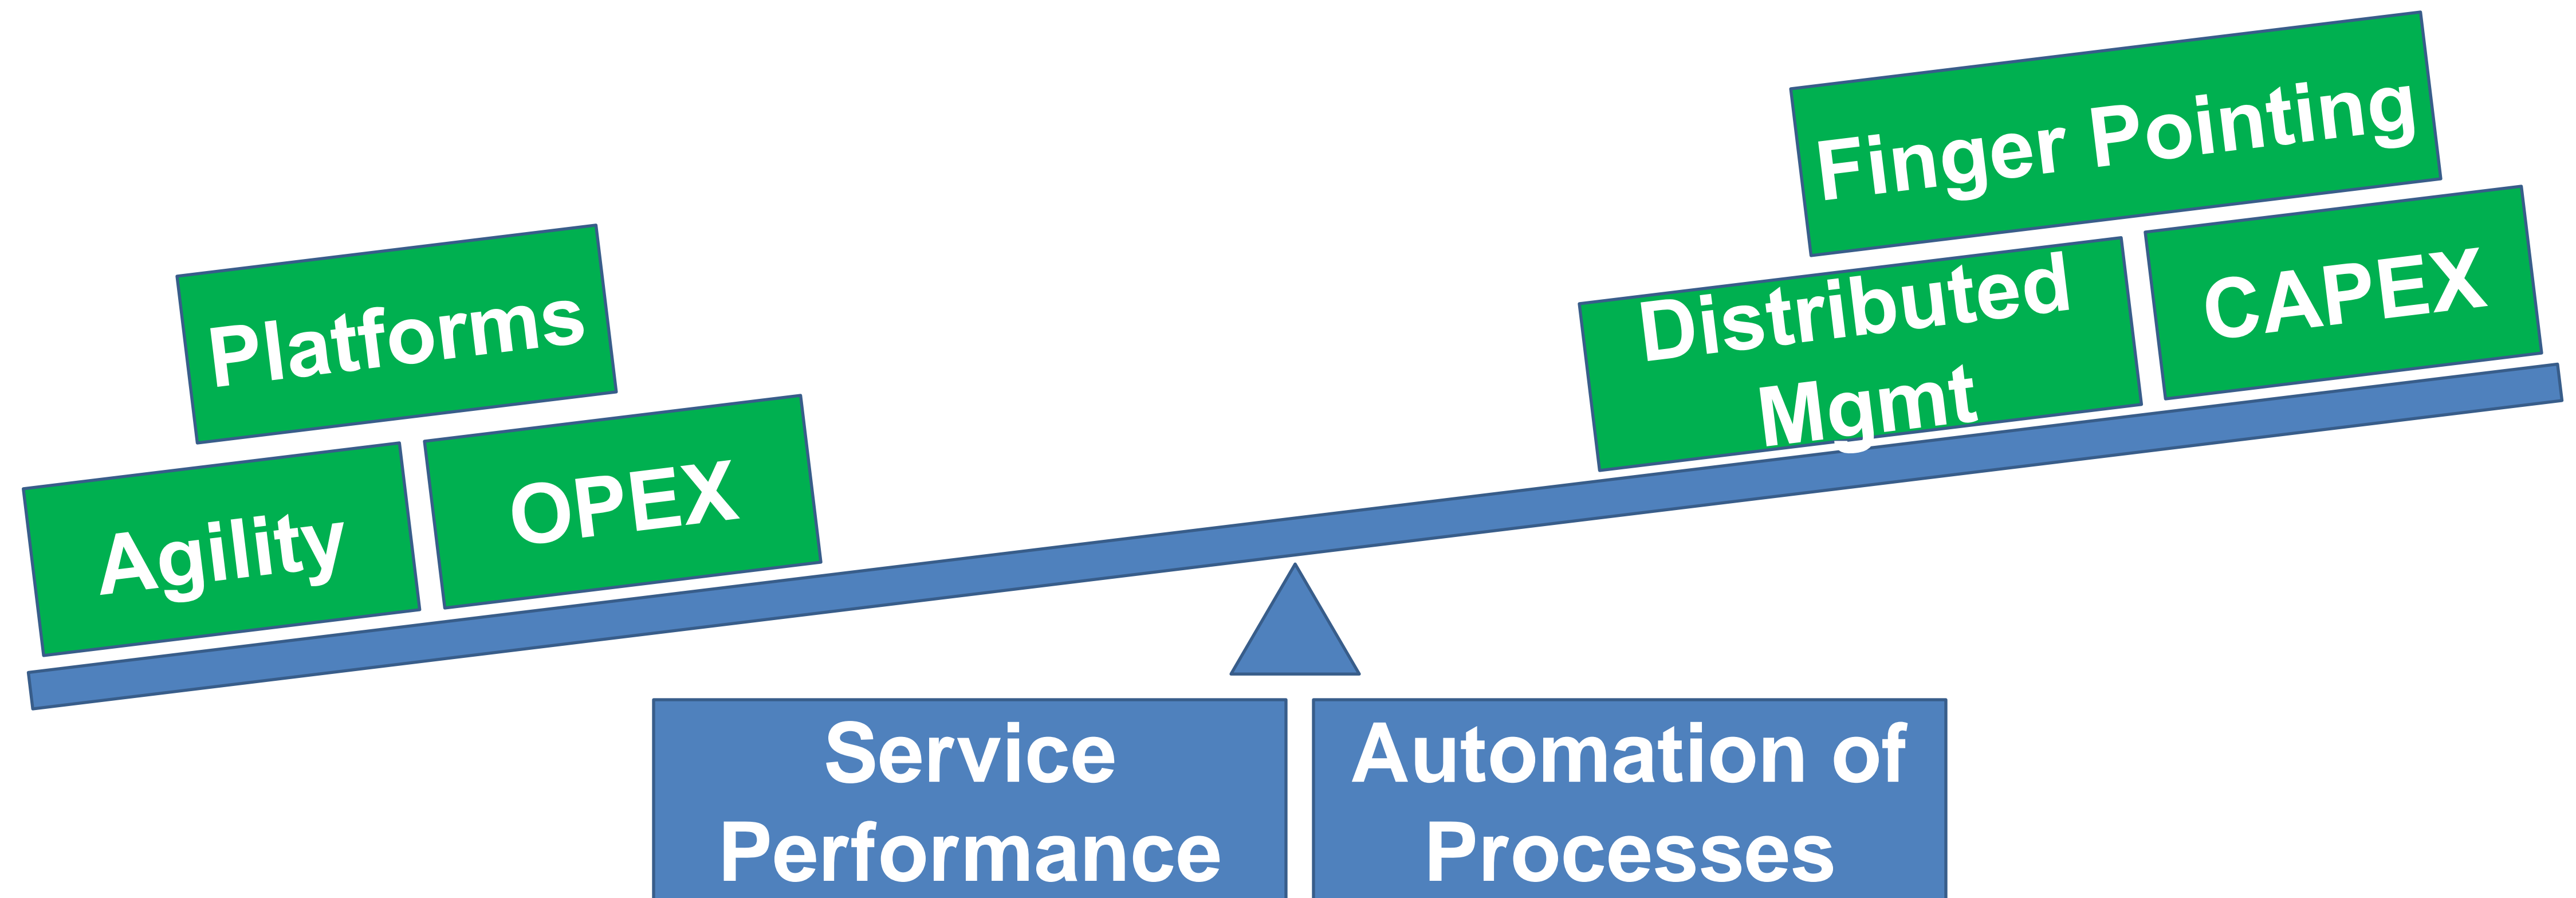 Finger Pointing
Platforms
Distributed
Mgmt
CAPEX
Agility
OPEX
Service
Performance
Automation of
Processes